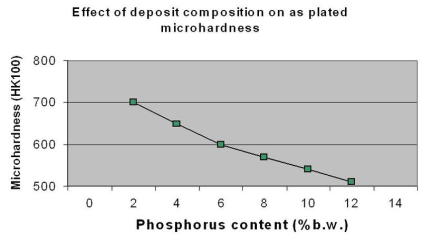 Effect of deposit composition on as plated
microhardness
Microhardness (HK100)
800
700
600
500
0 2 4 6 8 10 12 14
Phosphorus content (%b.w.)